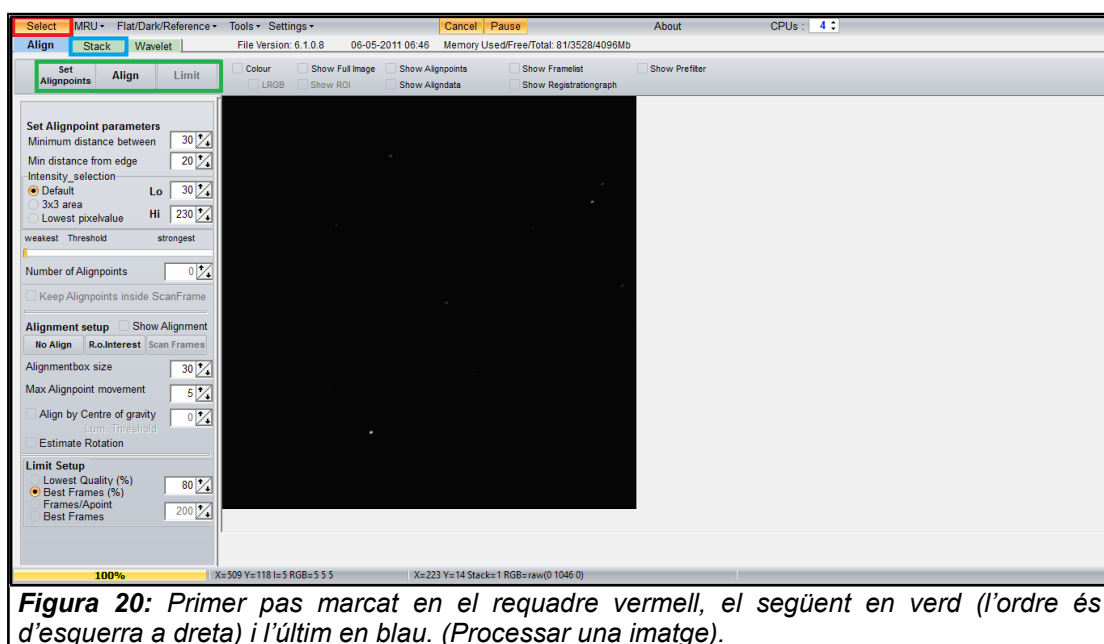 Select MRU Flat/Dark/Reference Tools Settings Cancel Pause About CPUs : 4
Align Stack Wavelet File Version: 6.1.0.8 06-05-2011 06:46 Memory Used/Free/Total: 81/3528/4096Mb
Set Alignpoints Align Limit
Colour Show Full Image Show Alignpoints Show Framelist Show Prefilter
LRGB Show ROI Show Aligndata Show Registrationgraph
Set Alignpoint parameters
Minimum distance between 30
Min distance from edge 20
Intensity_selection
Default Lo 30
3x3 area
Lowest pixelvalue Hi 230
weakest Threshold strongest
Number of Alignpoints 0
Keep Alignpoints inside ScanFrame
Alignment setup Show Alignment
No Align R.o.Interest Scan Frames
Alignmentbox size 30
Max Alignpoint movement 5
Align by Centre of gravity 0
Lum. Threshold
Estimate Rotation
Limit Setup
Lowest Quality (%)
Best Frames (%) 80
Frames/Apoint
Best Frames 200
100% X=509 Y=118 I=5 RGB=5 5 5 X=223 Y=14 Stack=1 RGB=raw(0 1046 0)
Figura 20: Primer pas marcat en el requadre vermell, el següent en verd (l’ordre és
d’esquerra a dreta) i l’últim en blau. (Processar una imatge).